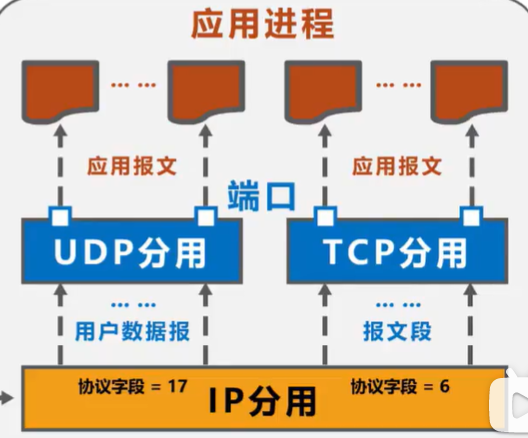 应用进程
... ...
... ...
应用报文
应用报文
端口
UDP分用
TCP分用
... ...
... ...
用户数据报
报文段
协议字段 = 17
协议字段 = 6
IP分用